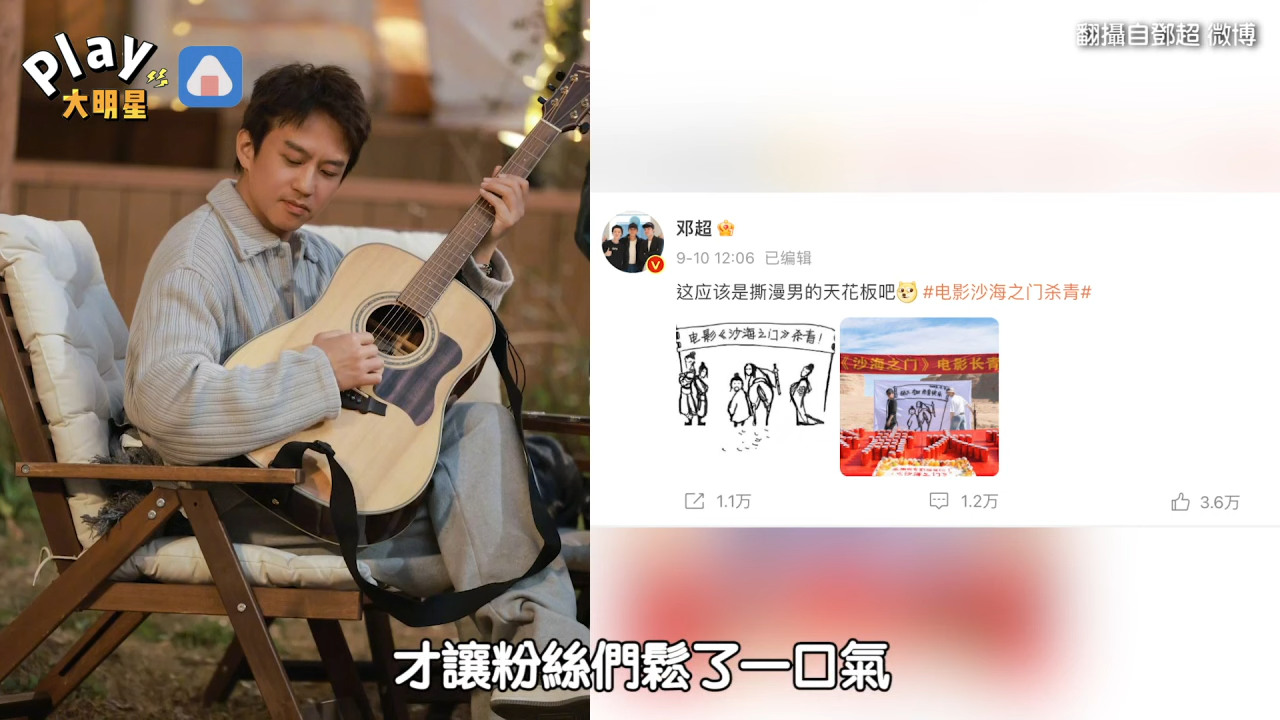 Play
大明星
翻攝自鄧超 微博
邓超
9-10 12:06 已编辑
这应该是撕漫男的天花板吧 #电影沙海之门杀青#
电影《沙海之门》杀青!
《沙海之门》电影长青
1.1万
1.2万
3.6万
才讓粉絲們鬆了一口氣